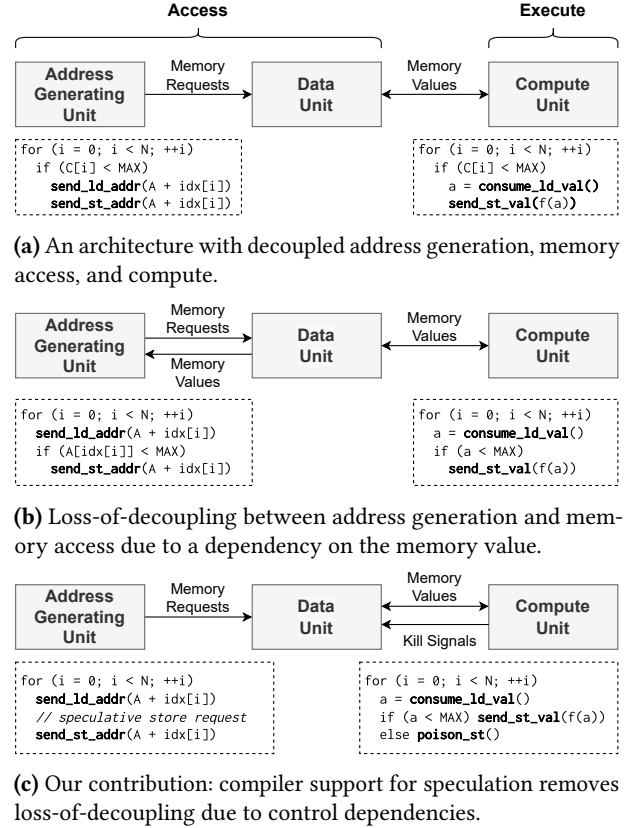 Access
Execute
Address
Generating
Unit
Memory
Requests
Data
Unit
Memory
Values
Compute
Unit
for (i = 0; i < N; ++i)
if (C[i] < MAX)
send_ld_addr(A + idx[i])
send_st_addr(A + idx[i])
for (i = 0; i < N; ++i)
if (C[i] < MAX)
a = consume_ld_val()
send_st_val(f(a))
(a) An architecture with decoupled address generation, memory
access, and compute.
Address
Generating
Unit
Memory
Requests
Memory
Values
Data
Unit
Memory
Values
Compute
Unit
for (i = 0; i < N; ++i)
send_ld_addr(A + idx[i])
if (A[idx[i]] < MAX)
send_st_addr(A + idx[i])
for (i = 0; i < N; ++i)
a = consume_ld_val()
if (a < MAX)
send_st_val(f(a))
(b) Loss-of-decoupling between address generation and mem-
ory access due to a dependency on the memory value.
Address
Generating
Unit
Memory
Requests
Data
Unit
Memory
Values
Kill Signals
Compute
Unit
for (i = 0; i < N; ++i)
send_ld_addr(A + idx[i])
// speculative store request
send_st_addr(A + idx[i])
for (i = 0; i < N; ++i)
a = consume_ld_val()
if (a < MAX) send_st_val(f(a))
else poison_st()
(c) Our contribution: compiler support for speculation removes
loss-of-decoupling due to control dependencies.